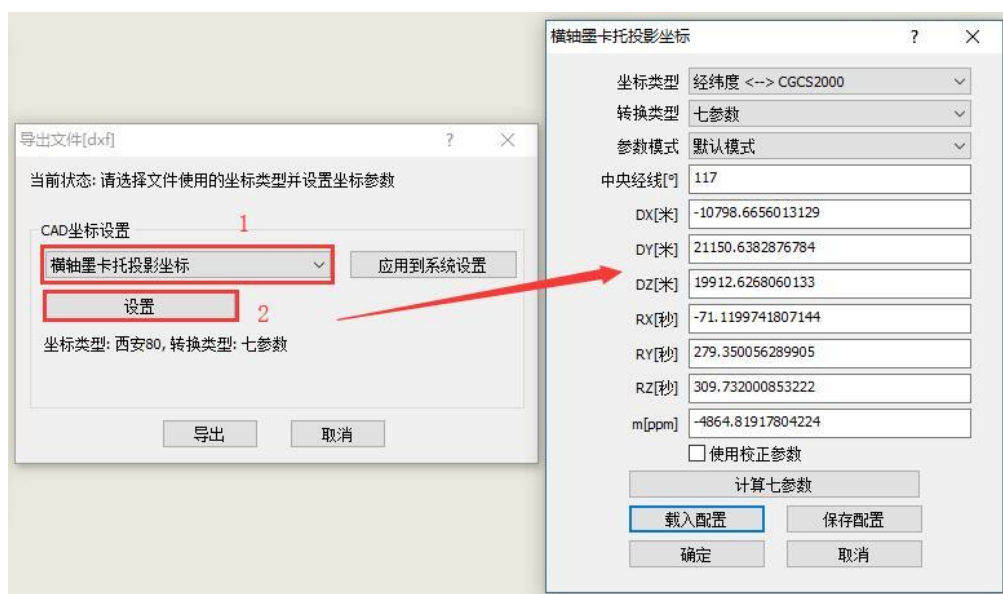 导出文件[dxf]
? ×
当前状态: 请选择文件使用的坐标类型并设置坐标参数
CAD坐标设置
1
横轴墨卡托投影坐标
应用到系统设置
设置
2
坐标类型: 西安80, 转换类型: 七参数
导出
取消
横轴墨卡托投影坐标
? ×
坐标类型 经纬度 <--> CGCS2000
转换类型 七参数
参数模式 默认模式
中央经线[°] 117
DX[米] -10798.6656013129
DY[米] 21150.6382876784
DZ[米] 19912.6268060133
RX[秒] -71.1199741807144
RY[秒] 279.350056289905
RZ[秒] 309.732000853222
m[ppm] -4864.81917804224
使用校正参数
计算七参数
载入配置 保存配置
确定 取消